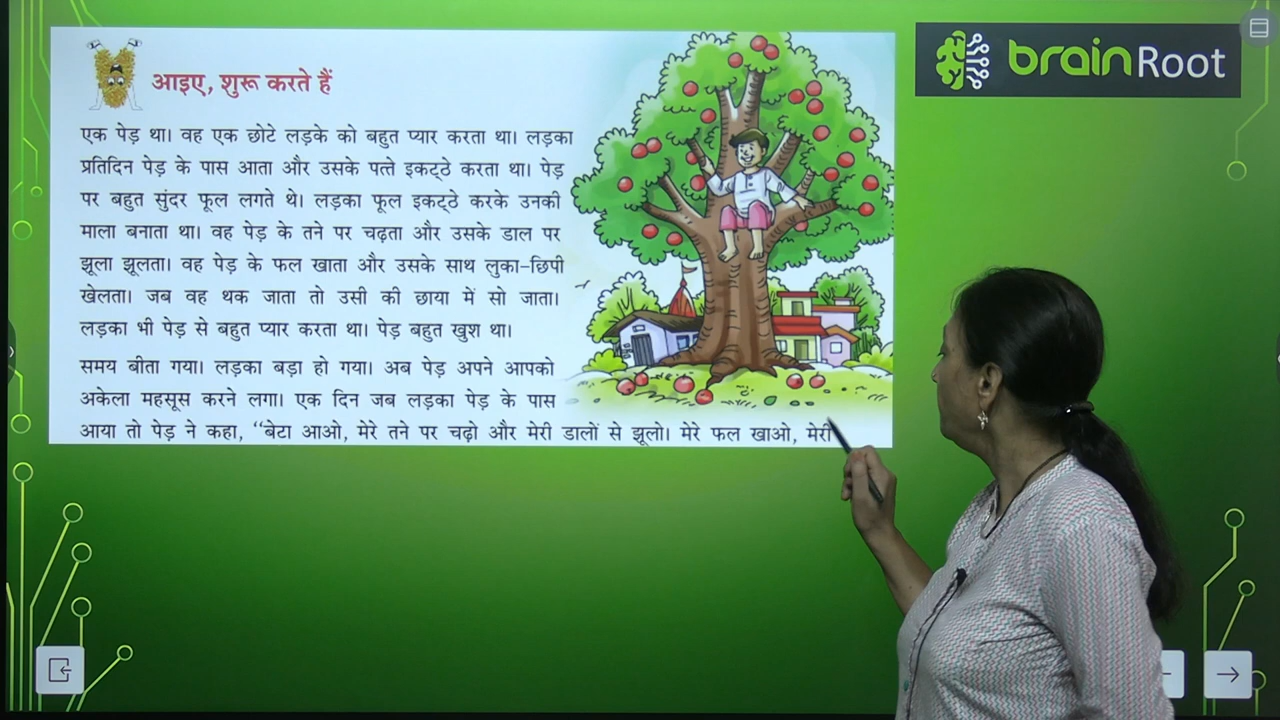 आइए, शुरू करते हैं
एक पेड़ था। वह एक छोटे लड़के को बहुत प्यार करता था। लड़का
प्रतिदिन पेड़ के पास आता और उसके पत्ते इकट्ठे करता था। पेड़
पर बहुत सुंदर फूल लगते थे। लड़का फूल इकट्ठे करके उनकी
माला बनाता था। वह पेड़ के तने पर चढ़ता और उसके डाल पर
झूला झूलता। वह पेड़ के फल खाता और उसके साथ लुका-छिपी
खेलता। जब वह थक जाता तो उसी की छाया में सो जाता।
लड़का भी पेड़ से बहुत प्यार करता था। पेड़ बहुत खुश था।
समय बीता गया। लड़का बड़ा हो गया। अब पेड़ अपने आपको
अकेला महसूस करने लगा। एक दिन जब लड़का पेड़ के पास
आया तो पेड़ ने कहा, “बेटा आओ, मेरे तने पर चढ़ो और मेरी डालों से झूलो। मेरे फल खाओ, मेरी
brainRoot